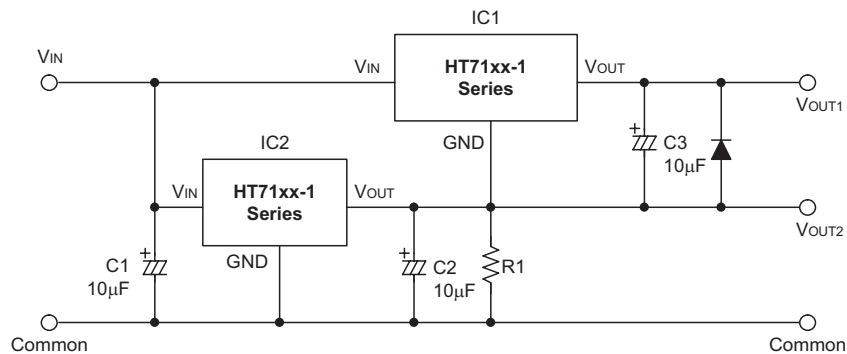 IC1
VIN
VIN
HT71xx-1
Series
VOUT
VOUT1
GND
C3
10μF
+
IC2
VIN
HT71xx-1
Series
VOUT
VOUT2
GND
+
C1
10μF
+
C2
10μF
R1
Common
Common